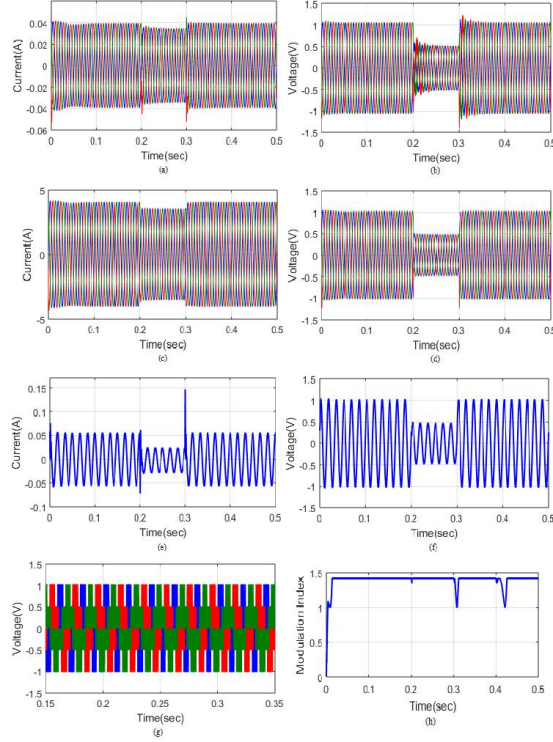 Current(A)
0.06
0.04
0.02
0
-0.02
-0.04
-0.06
0 0.1 0.2 0.3 0.4 0.5
Time(sec)
(a)
Voltage(V)
1.5
1
0.5
0
-0.5
-1
-1.5
0 0.1 0.2 0.3 0.4 0.5
Time(sec)
(b)
Current(A)
5
0
-5
0 0.1 0.2 0.3 0.4 0.5
Time(sec)
(c)
Voltage(V)
1.5
1
0.5
0
-0.5
-1
-1.5
0 0.1 0.2 0.3 0.4 0.5
Time(sec)
(d)
Current(A)
0.15
0.1
0.05
0
-0.05
-0.1
0 0.1 0.2 0.3 0.4 0.5
Time(sec)
(e)
Voltage(V)
1.5
1
0.5
0
-0.5
-1
-1.5
0 0.1 0.2 0.3 0.4 0.5
Time(sec)
(f)
Voltage(V)
1.5
1
0.5
0
-0.5
-1
-1.5
0.15 0.2 0.25 0.3 0.35
Time(sec)
(g)
Modulation Index
1.5
1
0.5
0
0 0.1 0.2 0.3 0.4 0.5
Time(sec)
(h)